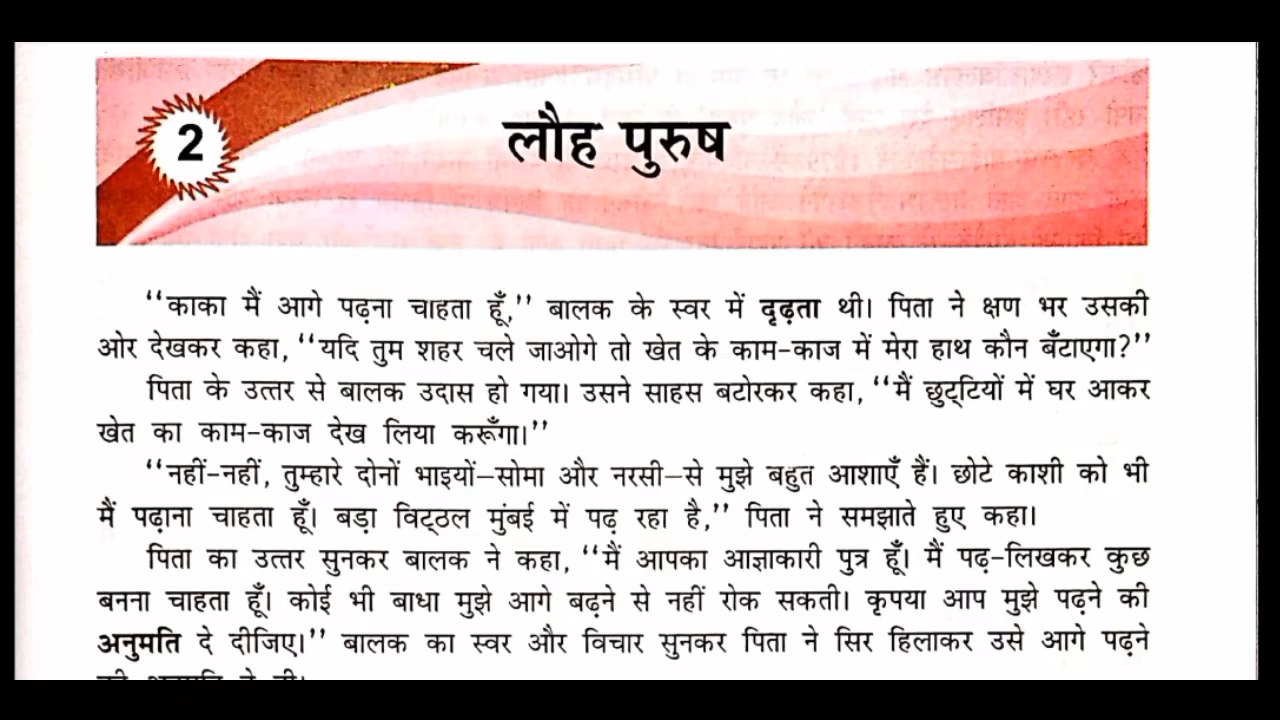 2
लौह पुरुष
‘‘काका मैं आगे पढ़ना चाहता हूँ,’’ बालक के स्वर में दृढ़ता थी। पिता ने क्षण भर उसकी
ओर देखकर कहा, ‘‘यदि तुम शहर चले जाओगे तो खेत के काम-काज में मेरा हाथ कौन बँटाएगा?’’
पिता के उत्तर से बालक उदास हो गया। उसने साहस बटोरकर कहा, ‘‘मैं छुट्टियों में घर आकर
खेत का काम-काज देख लिया करूँगा।’’
‘‘नहीं-नहीं, तुम्हारे दोनों भाइयों—सोमा और नरसी—से मुझे बहुत आशाएँ हैं। छोटे काशी को भी
मैं पढ़ाना चाहता हूँ। बड़ा विट्ठल मुंबई में पढ़ रहा है,’’ पिता ने समझाते हुए कहा।
पिता का उत्तर सुनकर बालक ने कहा, ‘‘मैं आपका आज्ञाकारी पुत्र हूँ। मैं पढ़-लिखकर कुछ
बनना चाहता हूँ। कोई भी बाधा मुझे आगे बढ़ने से नहीं रोक सकती। कृपया आप मुझे पढ़ने की
अनुमति दे दीजिए।’’ बालक का स्वर और विचार सुनकर पिता ने सिर हिलाकर उसे आगे पढ़ने